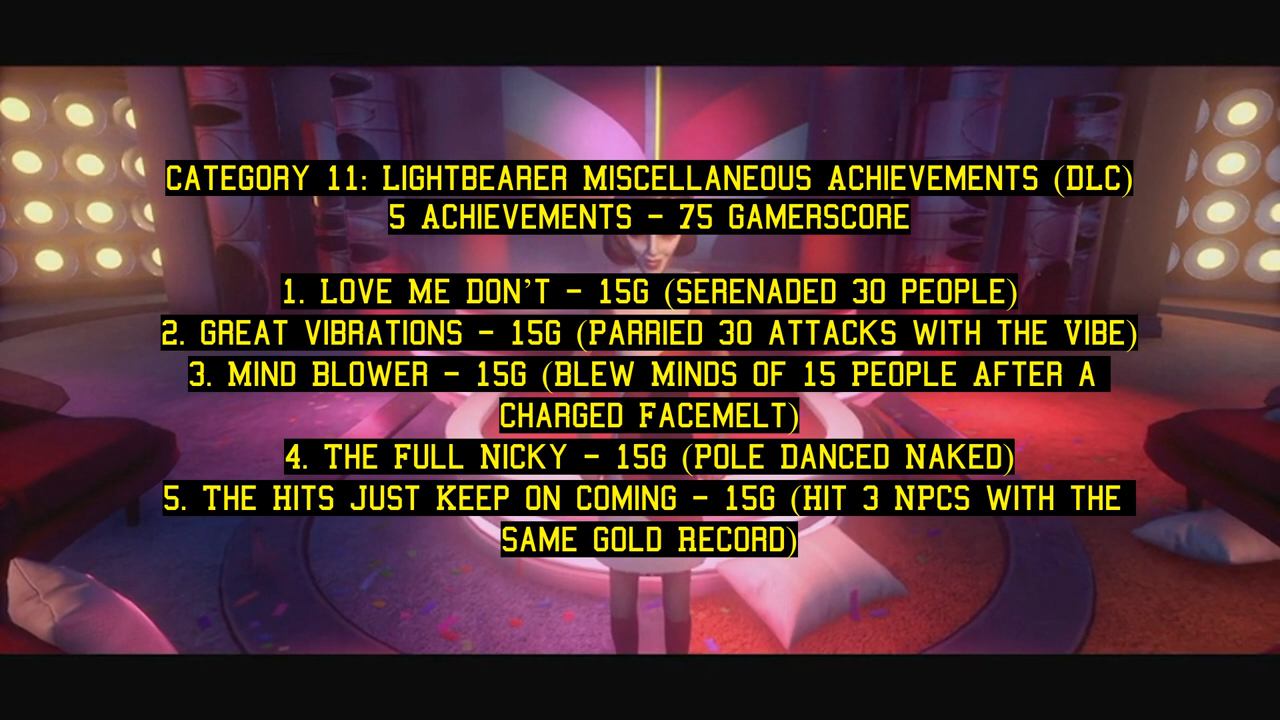 CATEGORY 11: LIGHTBEARER MISCELLANEOUS ACHIEVEMENTS (DLC)
5 ACHIEVEMENTS - 75 GAMERSCORE
1. LOVE ME DON'T - 15G (SERENADED 30 PEOPLE)
2. GREAT VIBRATIONS - 15G (PARRIED 30 ATTACKS WITH THE VIBE)
3. MIND BLOWER - 15G (BLEW MINDS OF 15 PEOPLE AFTER A
CHARGED FACEMELT)
4. THE FULL NICKY - 15G (POLE DANCED NAKED)
5. THE HITS JUST KEEP ON COMING - 15G (HIT 3 NPCS WITH THE
SAME GOLD RECORD)